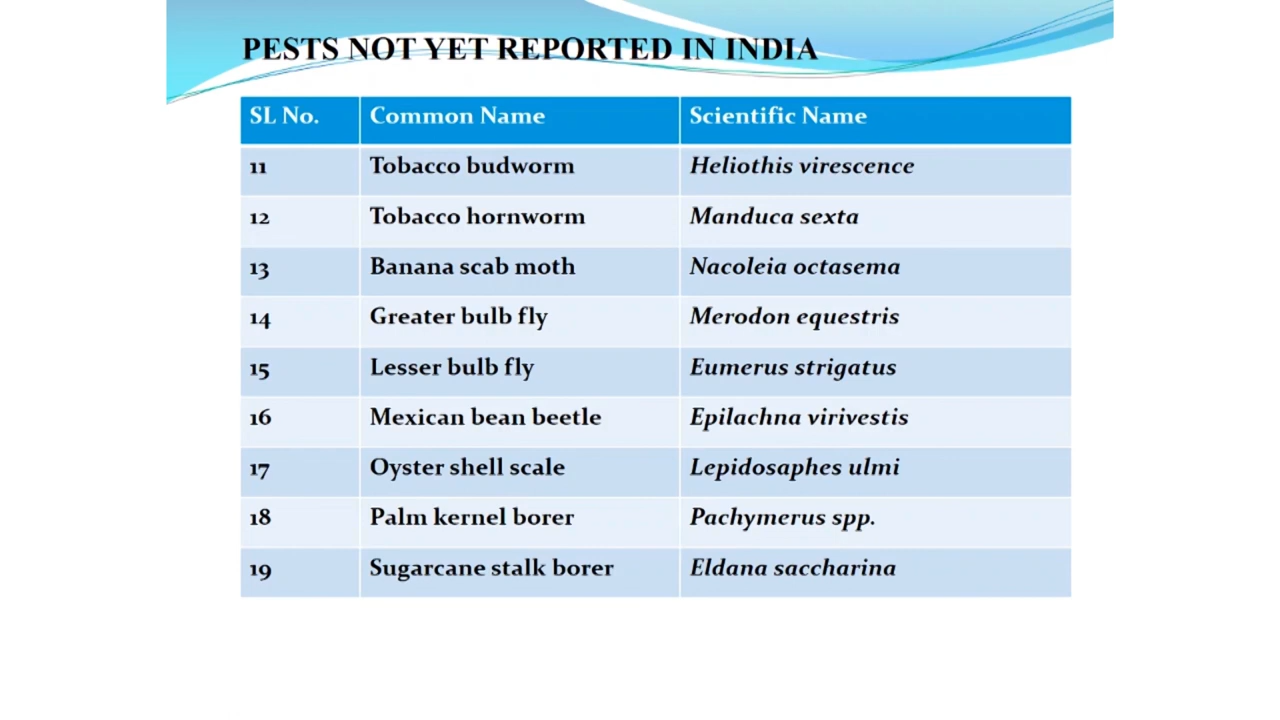 PESTS NOT YET REPORTED IN INDIA
SL No. Common Name Scientific Name
11 Tobacco budworm Heliothis virescence
12 Tobacco hornworm Manduca sexta
13 Banana scab moth Nacoleia octasema
14 Greater bulb fly Merodon equestris
15 Lesser bulb fly Eumerus strigatus
16 Mexican bean beetle Epilachna virivestis
17 Oyster shell scale Lepidosaphes ulmi
18 Palm kernel borer Pachymerus spp.
19 Sugarcane stalk borer Eldana saccharina